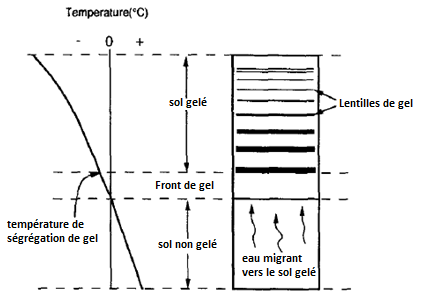 Temperature(°C)
- 0 +
sol gelé
Lentilles de gel
Front de gel
température de
ségrégation de gel
sol non gelé
eau migrant
vers le sol gelé